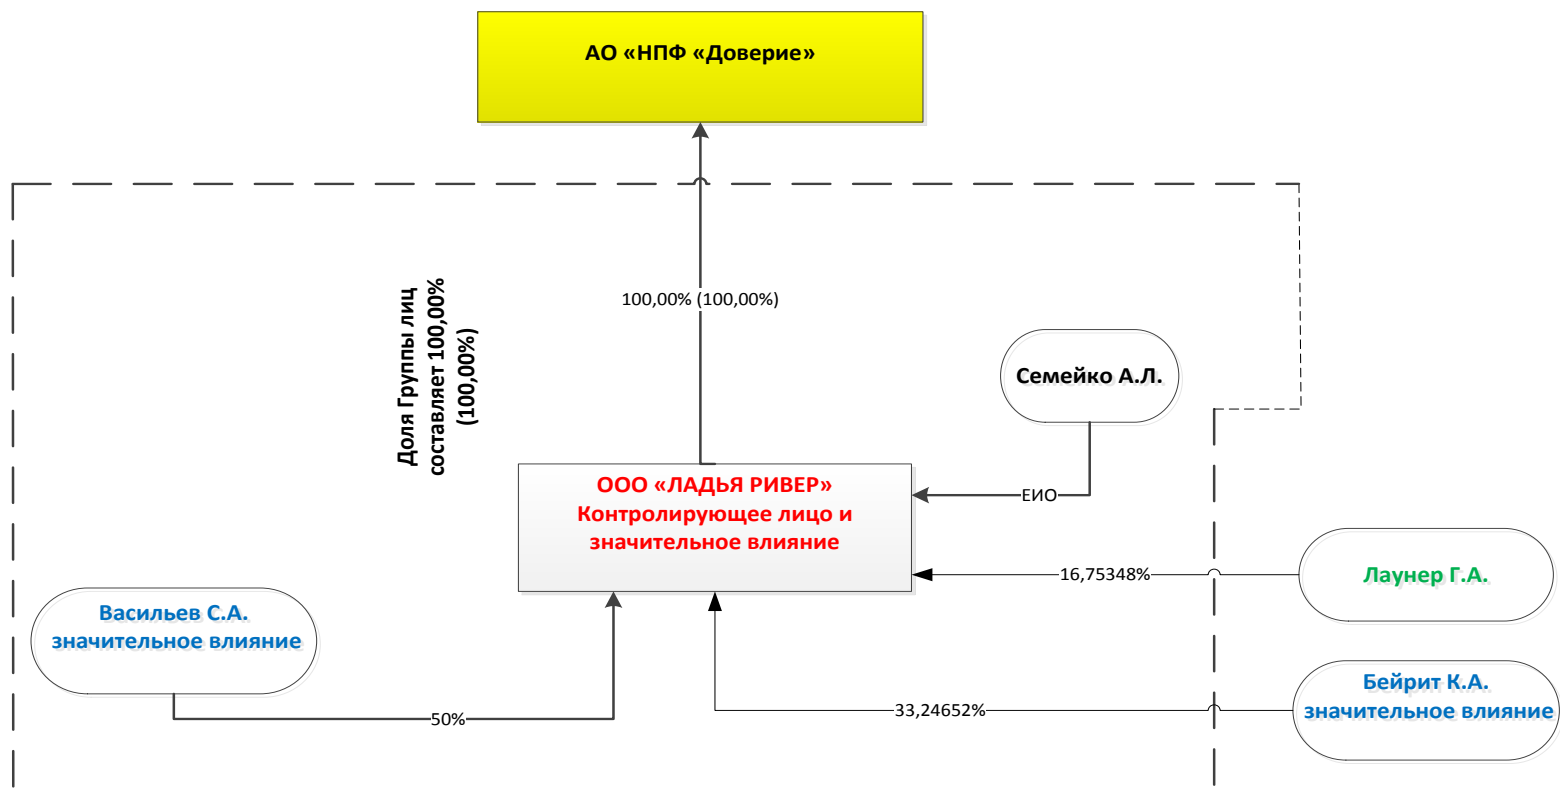 АО «НПФ «Доверие»
Доля Группы лиц
составляет 100,00%
(100,00%)
100,00% (100,00%)
Семейко А.Л.
ООО «ЛАДЬЯ РИВЕР»
Контролирующее лицо и
значительное влияние
ЕИО
16,75348%
Лаунер Г.А.
Васильев С.А.
значительное влияние
Бейрит К.А.
значительное влияние
33,24652%
50%